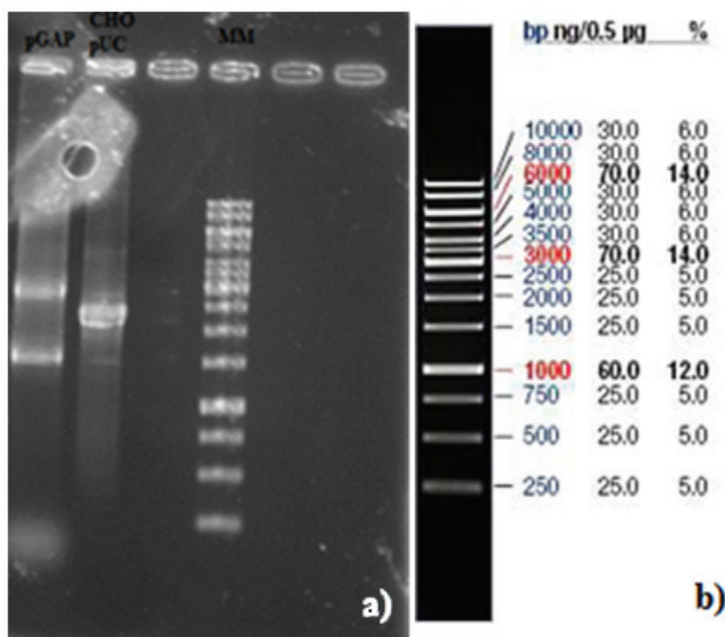 pGAP
CHO
pUC
MM
a)
bp ng/0.5 µg %
10000 30.0 6.0
8000 30.0 6.0
6000 70.0 14.0
5000 30.0 6.0
4000 30.0 6.0
3500 30.0 6.0
3000 70.0 14.0
2500 25.0 5.0
2000 25.0 5.0
1500 25.0 5.0
1000 60.0 12.0
750 25.0 5.0
500 25.0 5.0
250 25.0 5.0
b)